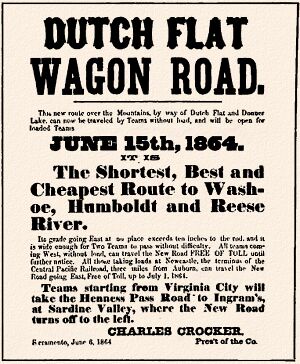 DUTCH FLAT
WAGON ROAD.
This new route over the Mountains, by way of Dutch Flat and Donner
Lake, can now be traveled by Teams without load, and will be open for
loaded Teams
JUNE 15th, 1864.
IT IS
The Shortest, Best and
Cheapest Route to Wash-
oe, Humboldt and Reese
River.
Its grade going East at no place exceeds ten inches to the rod, and it
is wide enough for Two Teams to pass without difficulty. All teams com-
ing West, without load, can travel the New Road FREE OF TOLL until
further notice. All those taking loads at Newcastle, the terminus of the
Central Pacific Railroad, three miles from Auburn, can travel the New
Road going East, Free of Toll, up to July 1, 1864.
Teams starting from Virginia City will
take the Henness Pass Road to Ingram's,
at Sardine Valley, where the New Road
turns off to the left.
CHARLES CROCKER,
Sacramento, June 6, 1864 Pres't of the Co.